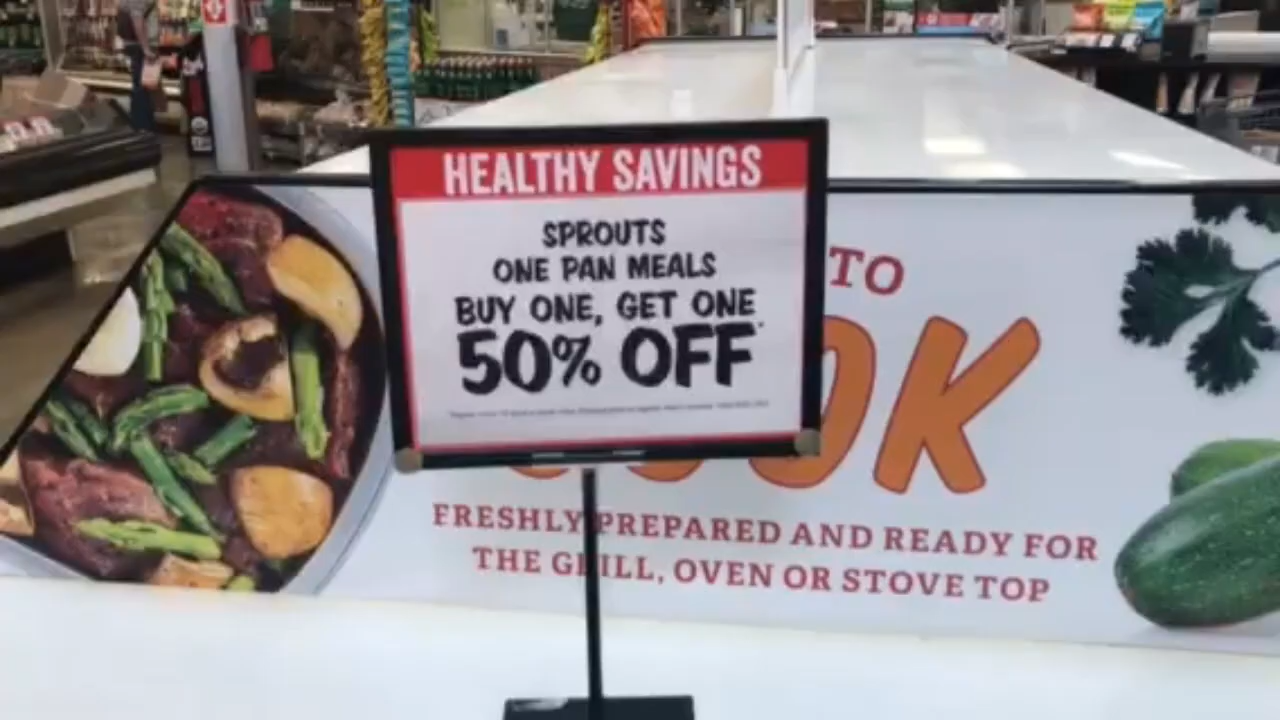 HEALTHY SAVINGS
SPROUTS
ONE PAN MEALS
BUY ONE, GET ONE
50% OFF
TO
OOK
FRESHLY PREPARED AND READY FOR
THE GRILL, OVEN OR STOVE TOP